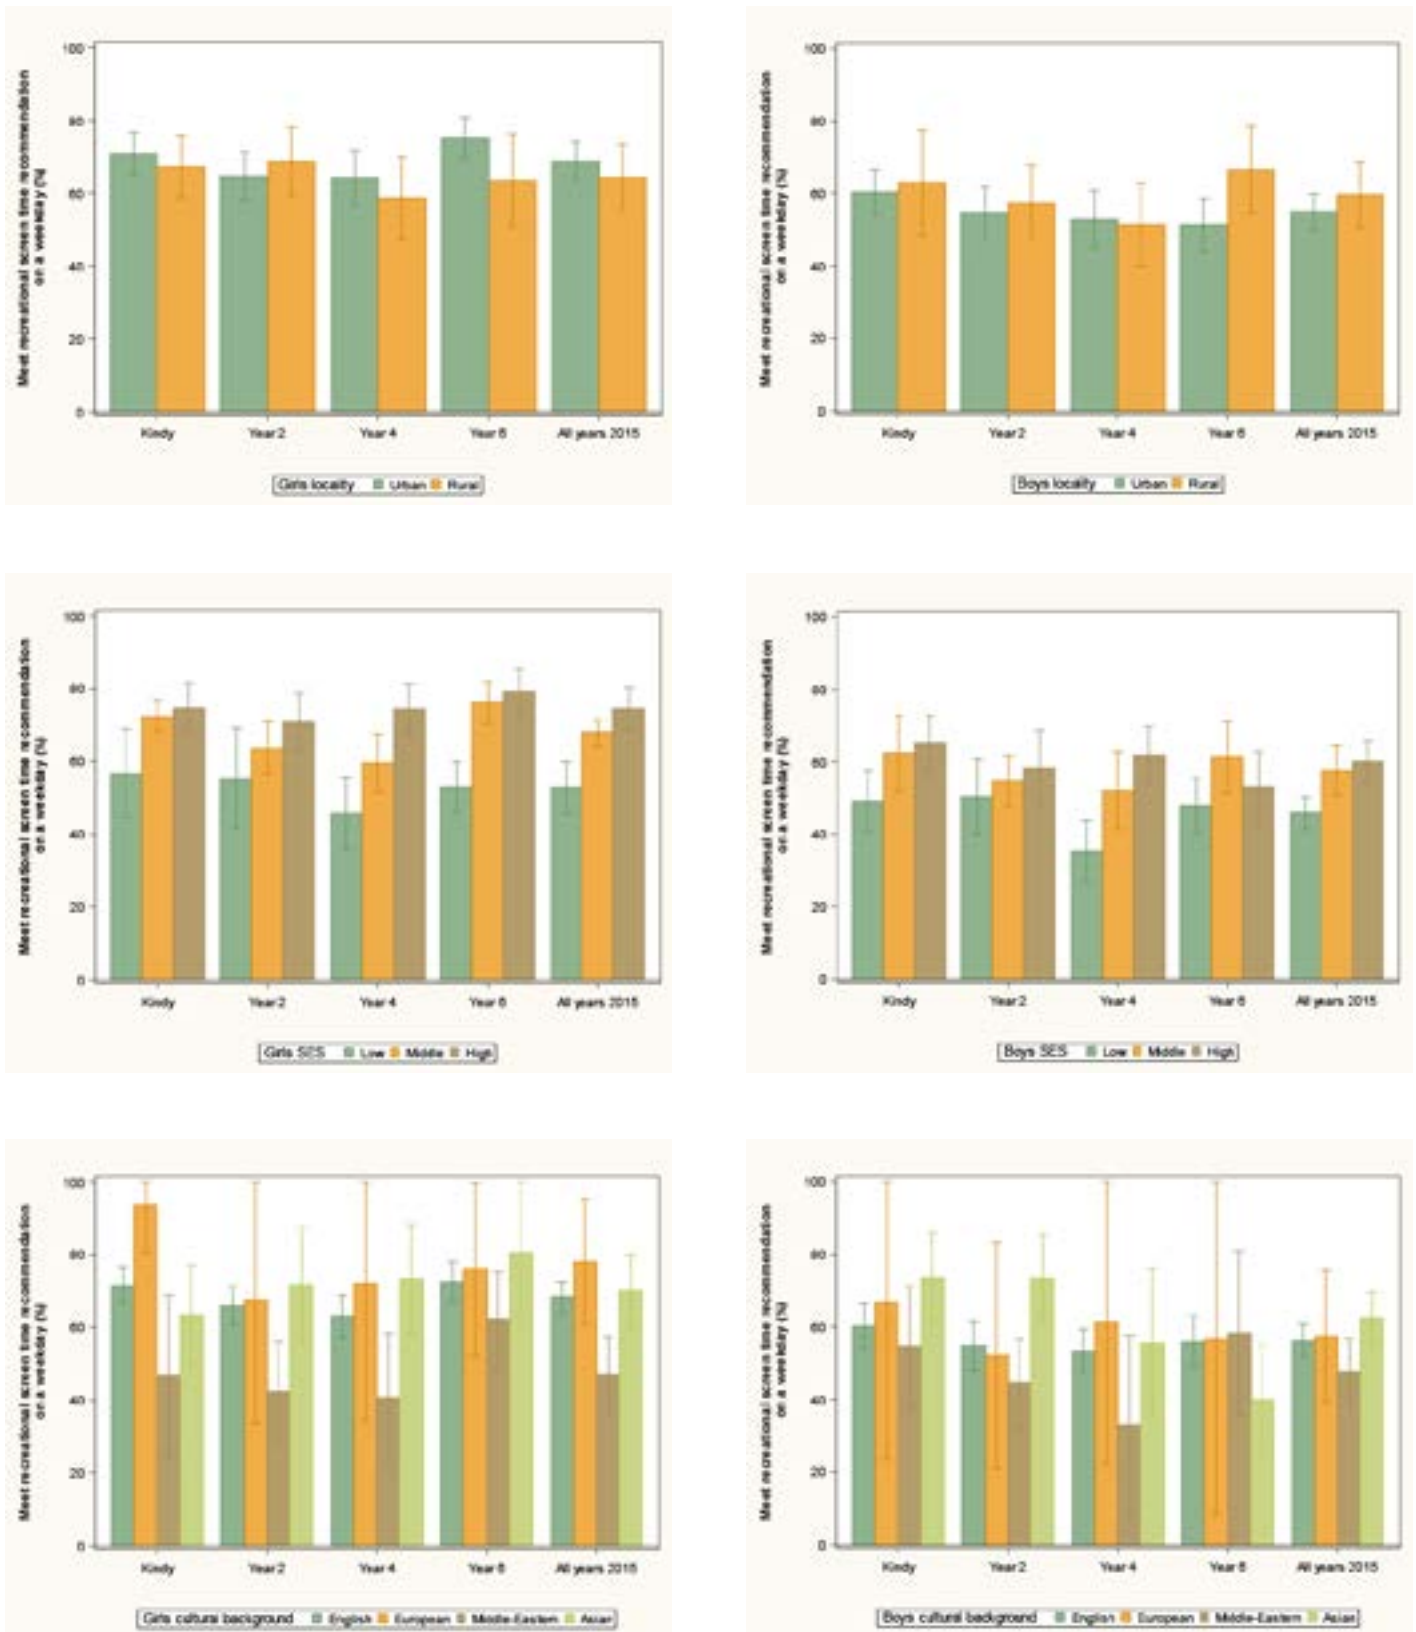 Meet recreational screen time recommendation
on a weekday (%)
100
80
60
40
20
0
Kindy Year 2 Year 4 Year 6 All years 2015
Girls locality Urban Rural
Meet recreational screen time recommendation
on a weekday (%)
100
80
60
40
20
0
Kindy Year 2 Year 4 Year 6 All years 2015
Boys locality Urban Rural
Meet recreational screen time recommendation
on a weekday (%)
100
80
60
40
20
0
Kindy Year 2 Year 4 Year 6 All years 2015
Girls SES Low Middle High
Meet recreational screen time recommendation
on a weekday (%)
100
80
60
40
20
0
Kindy Year 2 Year 4 Year 6 All years 2015
Boys SES Low Middle High
Meet recreational screen time recommendation
on a weekday (%)
100
80
60
40
20
0
Kindy Year 2 Year 4 Year 6 All years 2015
Girls cultural background English European Middle-Eastern Asian
Meet recreational screen time recommendation
on a weekday (%)
100
80
60
40
20
0
Kindy Year 2 Year 4 Year 6 All years 2015
Boys cultural background English European Middle-Eastern Asian